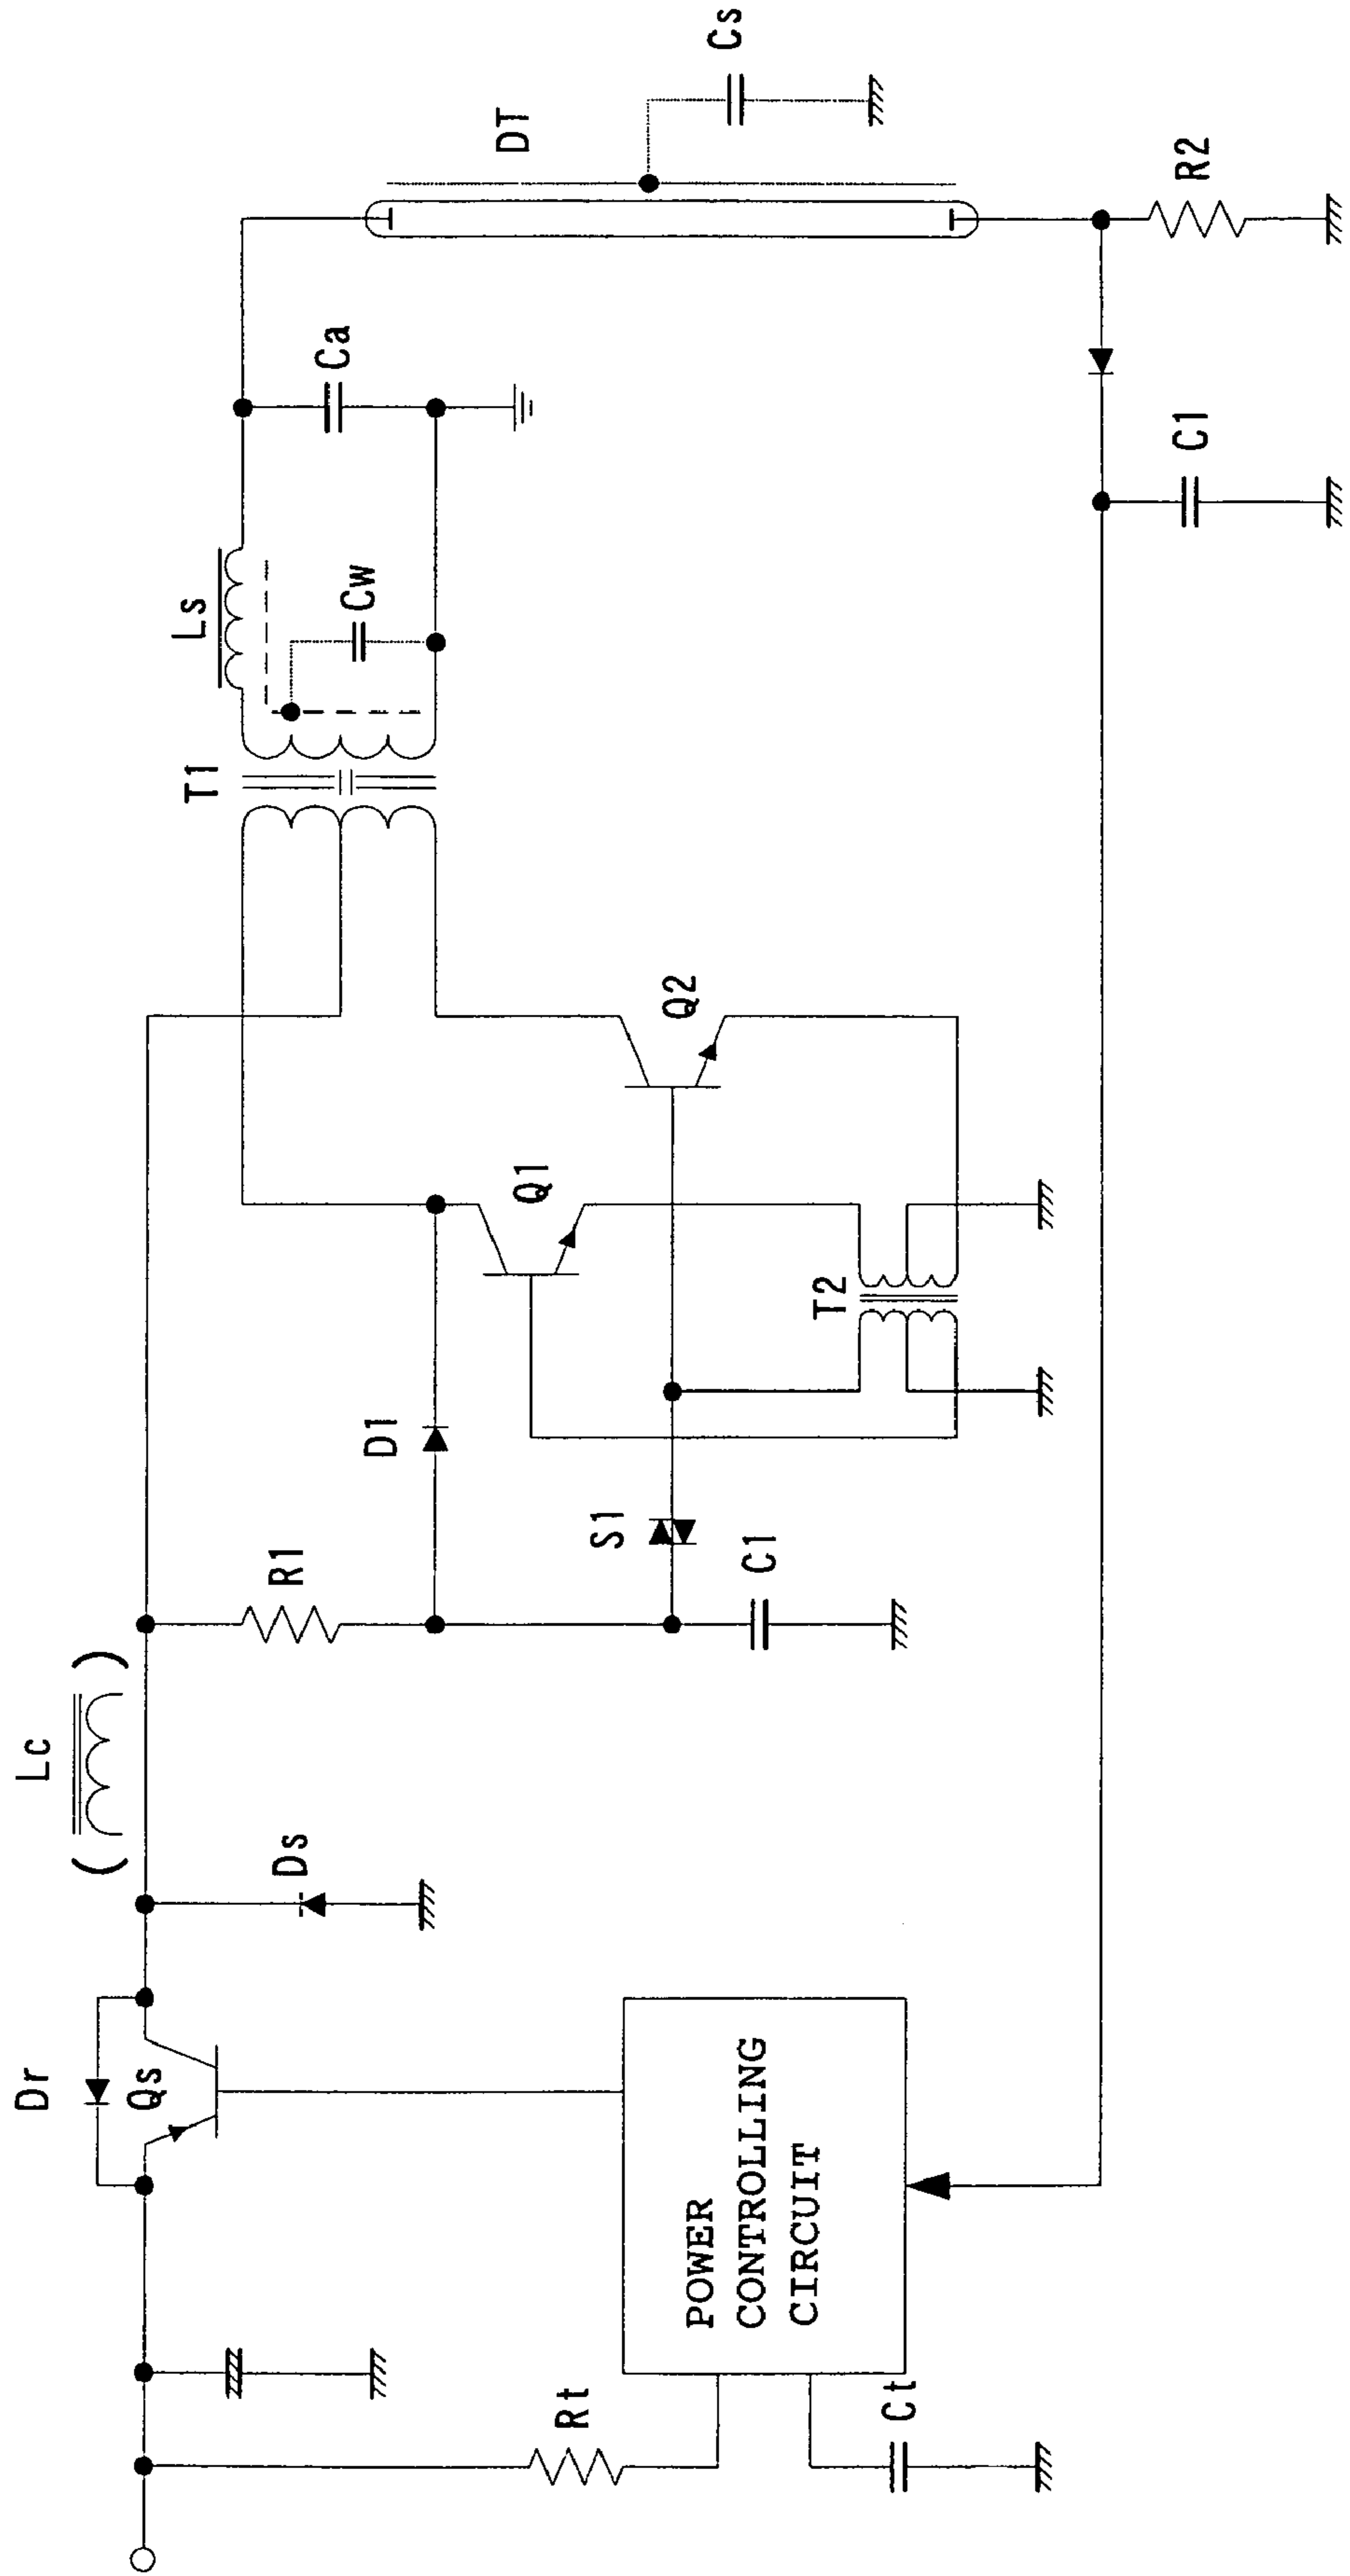 Dr
Qs
Lc
(
)
Ds
R1
D1
S1
C1
Q1
Q2
T2
T1
Ls
Cw
Ca
DT
Cs
R2
C1
Rt
Ct
POWER
CONTROLLING
CIRCUIT